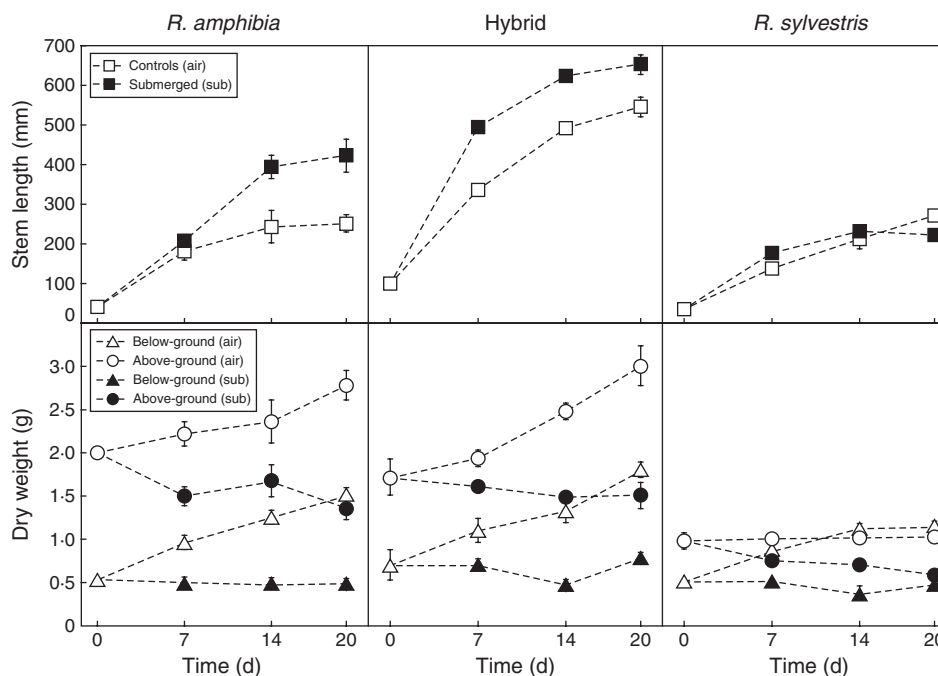 R. amphibia
Hybrid
R. sylvestris
Stem length (mm)
700
600
500
400
300
200
100
0
Controls (air)
Submerged (sub)
Dry weight (g)
3·0
2·5
2·0
1·5
1·0
0·5
0
Below-ground (air)
Above-ground (air)
Below-ground (sub)
Above-ground (sub)
0 7 14 20
0 7 14 20
0 7 14 20
Time (d)
Time (d)
Time (d)